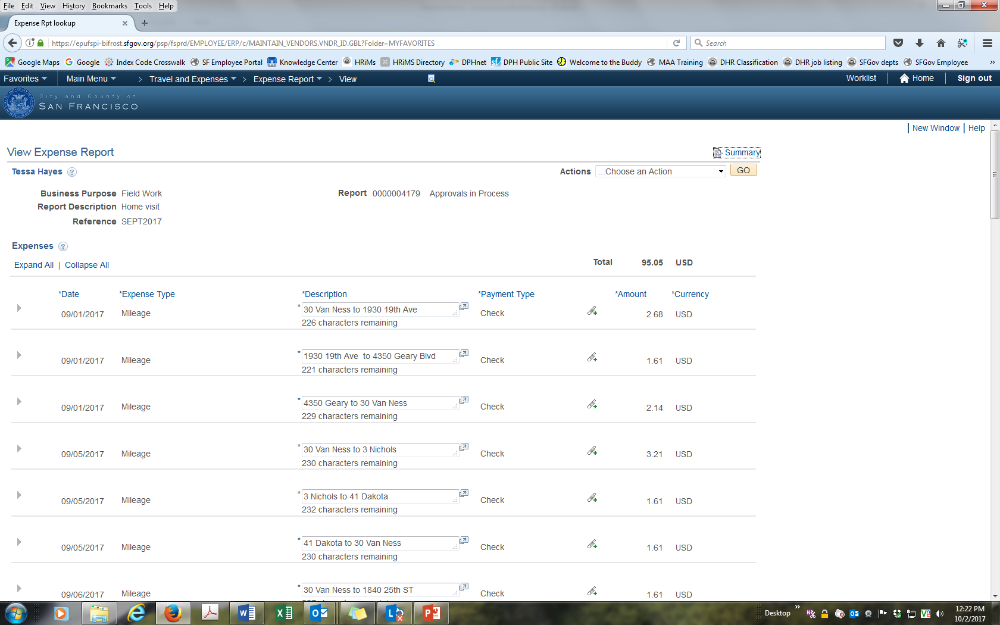 File Edit View History Bookmarks Tools Help
Expense Rpt lookup
https://epufspi-bifrost.sfgov.org/psp/fsprd/EMPLOYEE/ERP/c/MAINTAIN_VENDORS.VNDR_ID.GBL?Folder=MYFAVORITES
Search
Google Maps Google Index Code Crosswalk SF Employee Portal Knowledge Center HRiMs HRiMS Directory DPHnet DPH Public Site Welcome to the Buddy MAA Training DHR Classification DHR job listing SFGov depts SFGov Employee
Favorites Main Menu > Travel and Expenses > Expense Report > View Worklist Home Sign out
City and County of
SAN FRANCISCO
New Window | Help
View Expense Report Summary
Tessa Hayes Actions ...Choose an Action GO
Business Purpose Field Work Report 0000004179 Approvals in Process
Report Description Home visit
Reference SEPT2017
Expenses
Expand All | Collapse All Total 95.05 USD
*Date *Expense Type *Description *Payment Type *Amount *Currency
09/01/2017 Mileage *30 Van Ness to 1930 19th Ave Check 2.68 USD
226 characters remaining
09/01/2017 Mileage *1930 19th Ave  to 4350 Geary Blvd Check 1.61 USD
221 characters remaining
09/01/2017 Mileage *4350 Geary to 30 Van Ness Check 2.14 USD
229 characters remaining
09/05/2017 Mileage *30 Van Ness to 3 Nichols Check 3.21 USD
230 characters remaining
09/05/2017 Mileage *3 Nichols to 41 Dakota Check 1.61 USD
232 characters remaining
09/05/2017 Mileage *41 Dakota to 30 Van Ness Check 1.61 USD
230 characters remaining
09/06/2017 Mileage *30 Van Ness to 1840 25th ST Check 1.61 USD
Desktop 12:22 PM
10/2/2017